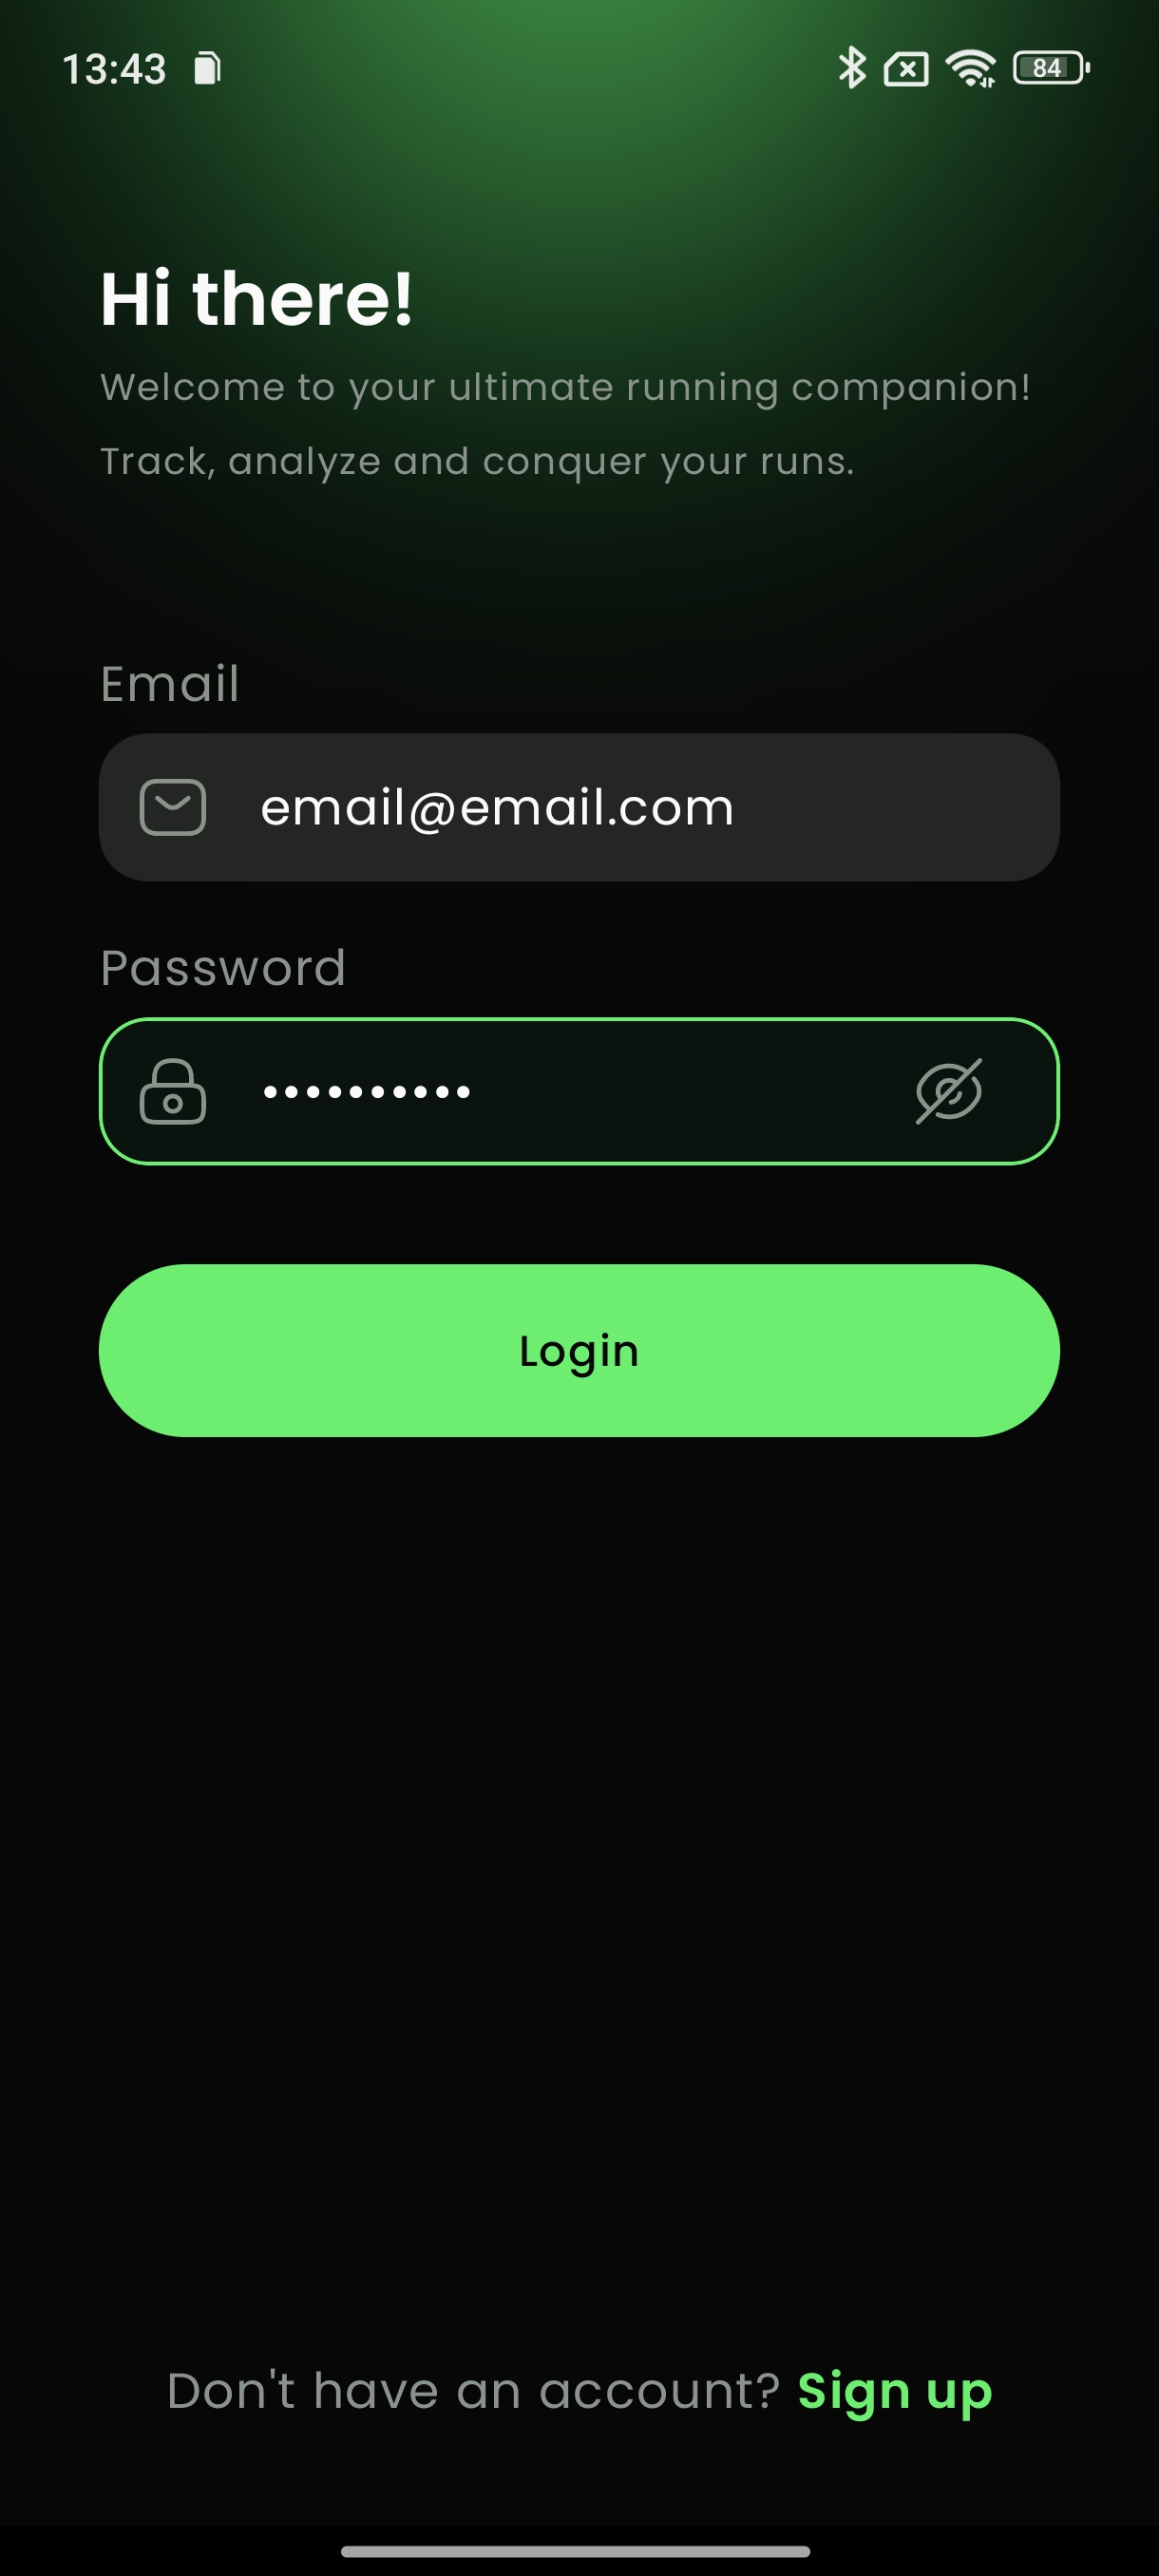 13:43
84
Hi there!
Welcome to your ultimate running companion!
Track, analyze and conquer your runs.
Email
email@email.com
Password
••••••••••
Login
Don't have an account? Sign up